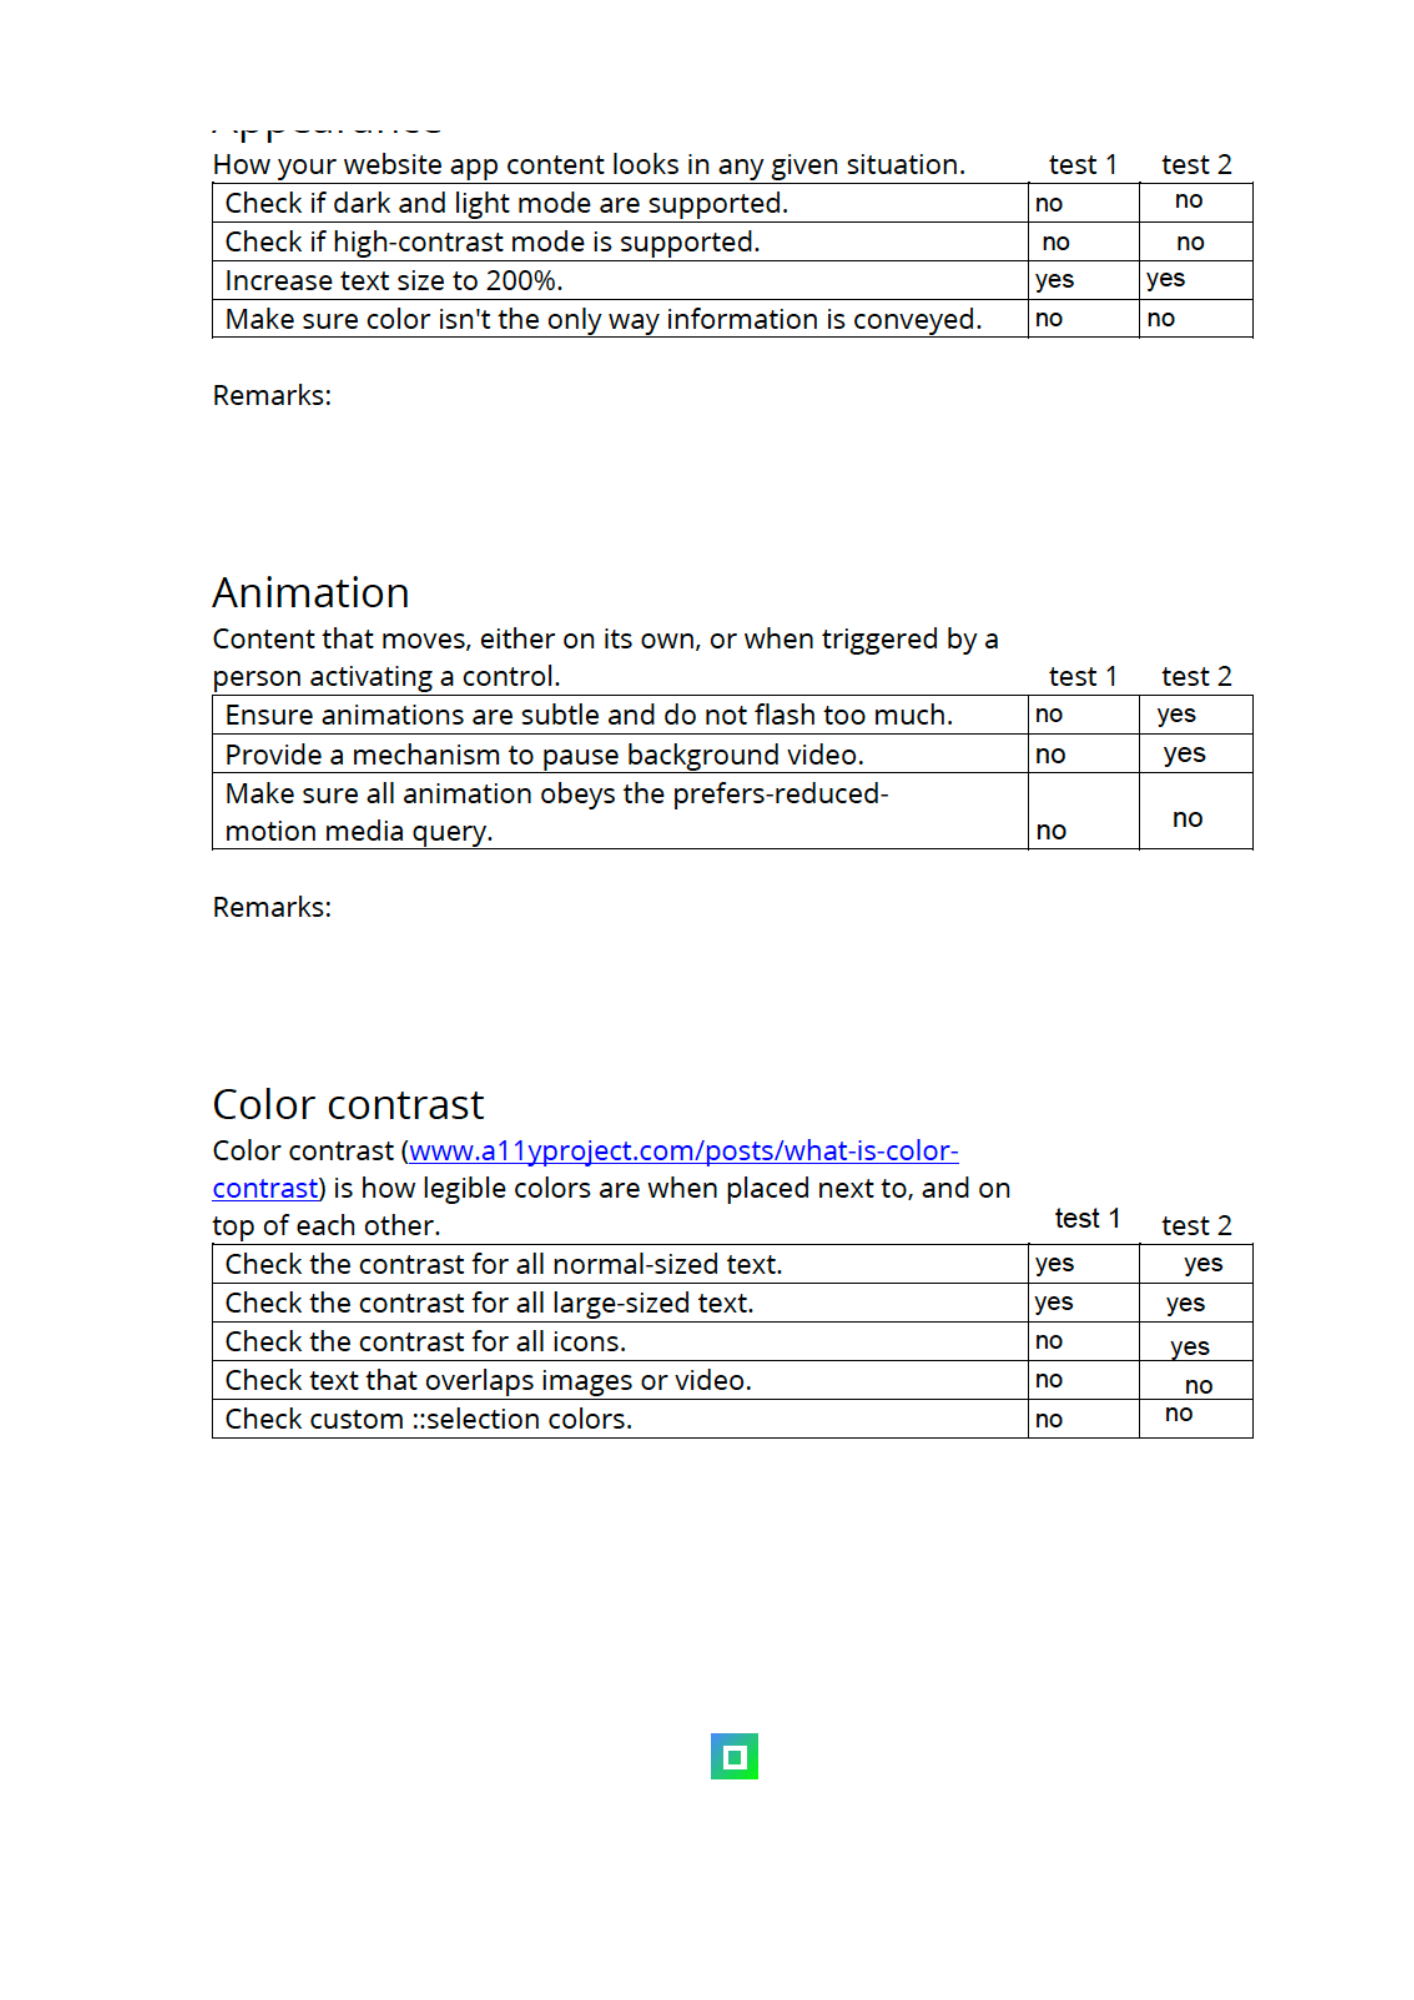 Appearance
How your website app content looks in any given situation. test 1 test 2
Check if dark and light mode are supported. no no
Check if high-contrast mode is supported. no no
Increase text size to 200%. yes yes
Make sure color isn't the only way information is conveyed. no no
Remarks:
Animation
Content that moves, either on its own, or when triggered by a
person activating a control. test 1 test 2
Ensure animations are subtle and do not flash too much. no yes
Provide a mechanism to pause background video. no yes
Make sure all animation obeys the prefers-reduced-
motion media query. no no
Remarks:
Color contrast
Color contrast (www.a11yproject.com/posts/what-is-color-
contrast) is how legible colors are when placed next to, and on
top of each other. test 1 test 2
Check the contrast for all normal-sized text. yes yes
Check the contrast for all large-sized text. yes yes
Check the contrast for all icons. no yes
Check text that overlaps images or video. no no
Check custom ::selection colors. no no